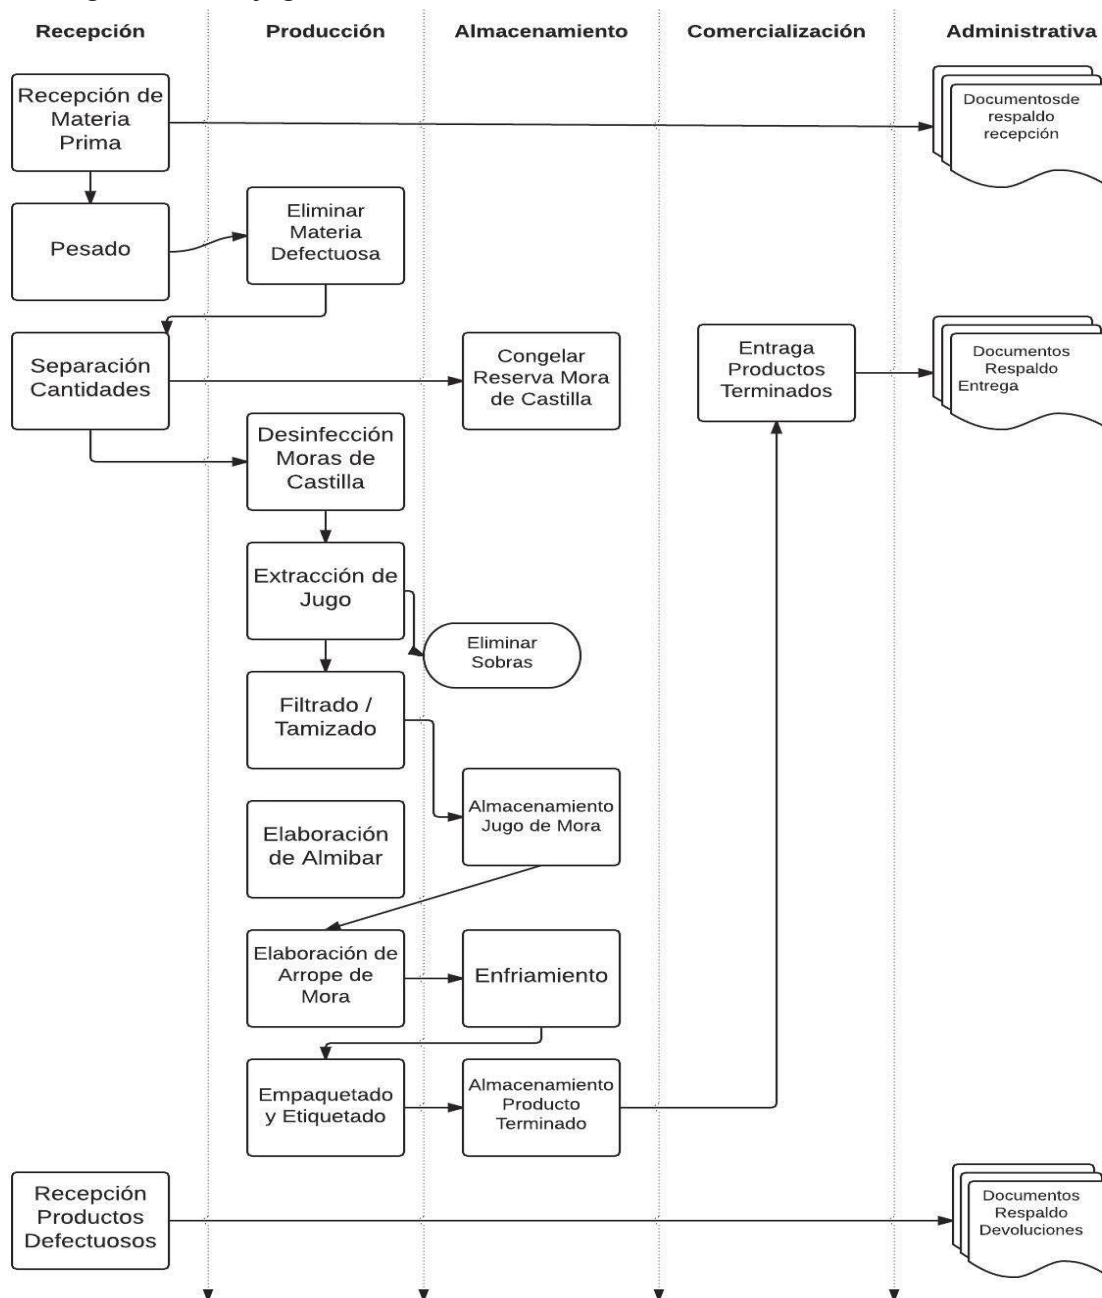 Recepción
Producción
Almacenamiento
Comercialización
Administrativa
Recepción de
Materia
Prima
Documentosde
respaldo
recepción
Pesado
Eliminar
Materia
Defectuosa
Separación
Cantidades
Congelar
Reserva Mora
de Castilla
Entraga
Productos
Terminados
Documentos
Respaldo
Entrega
Desinfección
Moras de
Castilla
Extracción de
Jugo
Eliminar
Sobras
Filtrado /
Tamizado
Almacenamiento
Jugo de Mora
Elaboración
de Almibar
Elaboración de
Arrope de
Mora
Enfriamiento
Empaquetado
y Etiquetado
Almacenamiento
Producto
Terminado
Recepción
Productos
Defectuosos
Documentos
Respaldo
Devoluciones